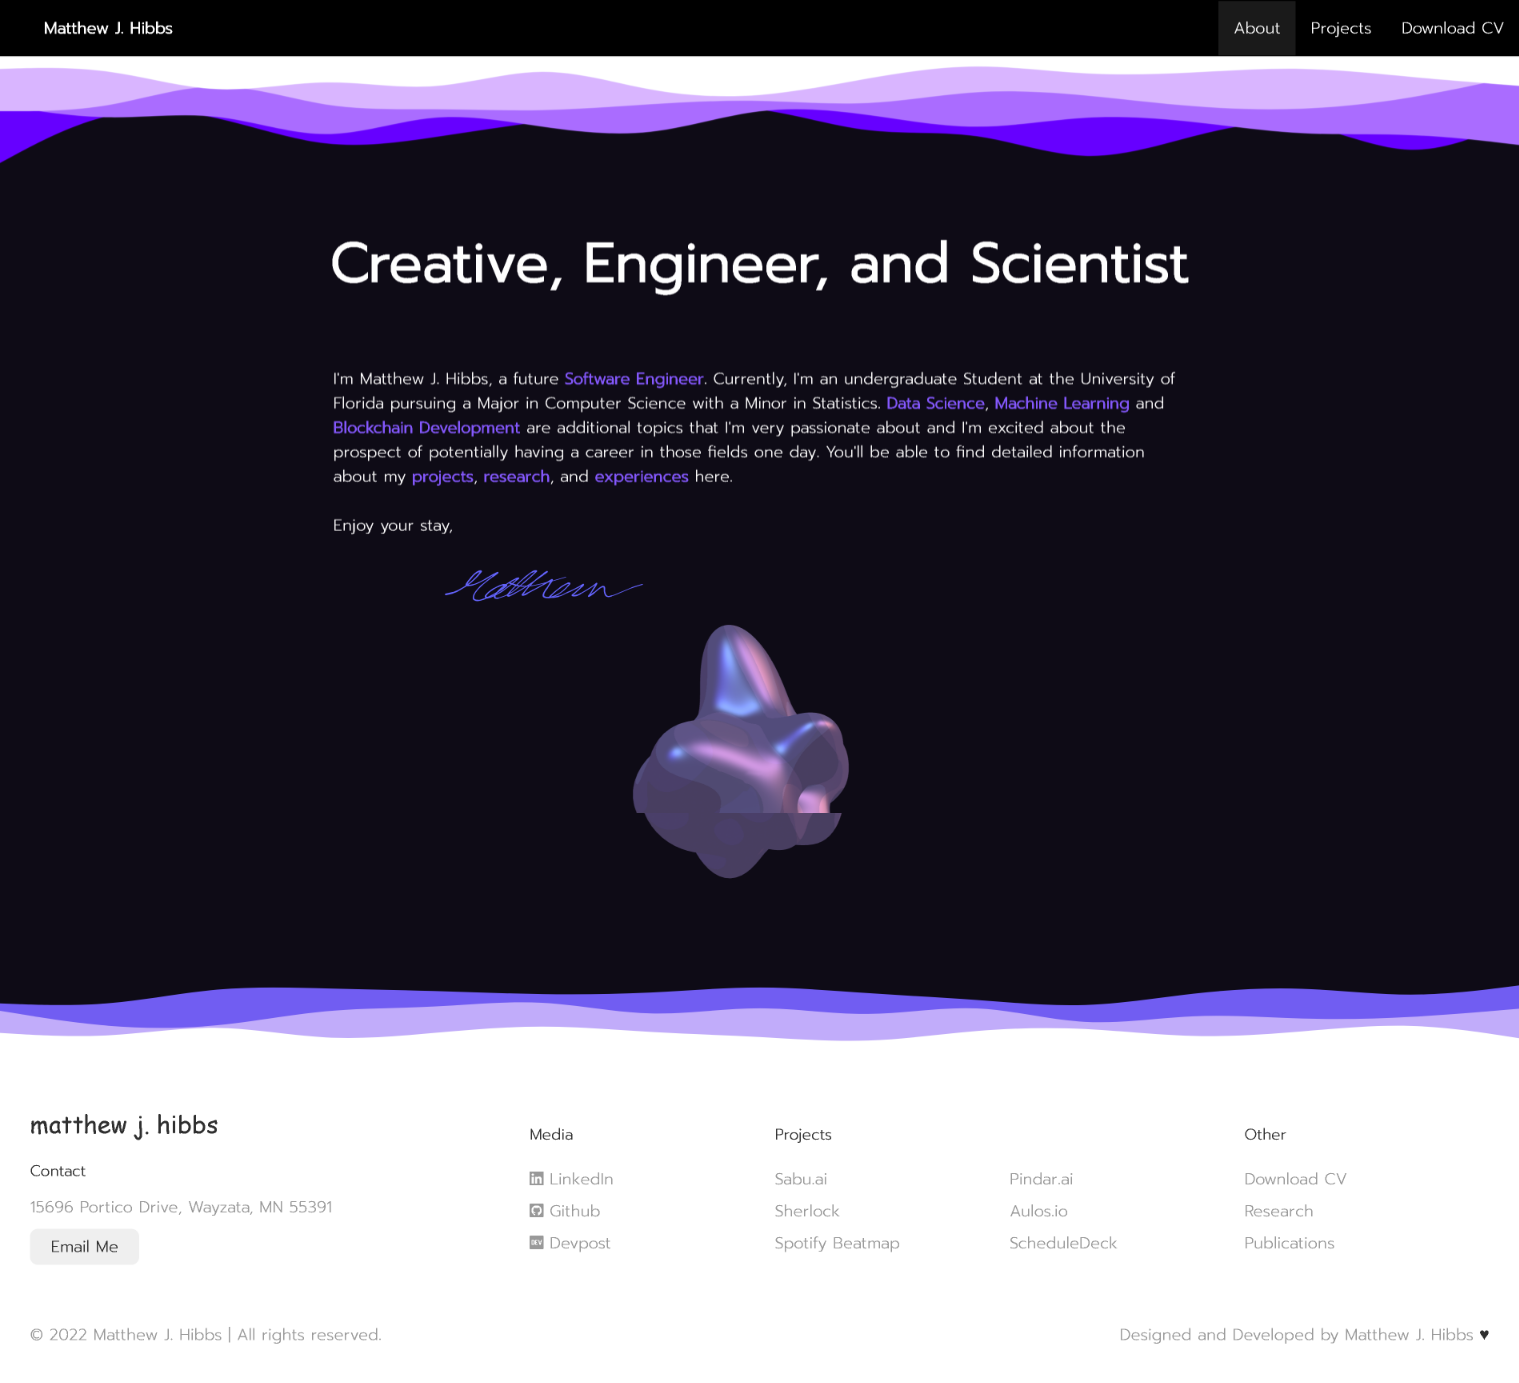 Matthew J. Hibbs
About Projects Download CV
Creative, Engineer, and Scientist
I'm Matthew J. Hibbs, a future Software Engineer. Currently, I'm an undergraduate Student at the University of
Florida pursuing a Major in Computer Science with a Minor in Statistics. Data Science, Machine Learning and
Blockchain Development are additional topics that I'm very passionate about and I'm excited about the
prospect of potentially having a career in those fields one day. You'll be able to find detailed information
about my projects, research, and experiences here.
Enjoy your stay,
Matthew
matthew j. hibbs
Contact
15696 Portico Drive, Wayzata, MN 55391
Email Me
Media
LinkedIn
Github
DEV Devpost
Projects
Sabu.ai
Sherlock
Spotify Beatmap
Pindar.ai
Aulos.io
ScheduleDeck
Other
Download CV
Research
Publications
© 2022 Matthew J. Hibbs | All rights reserved.
Designed and Developed by Matthew J. Hibbs ♥